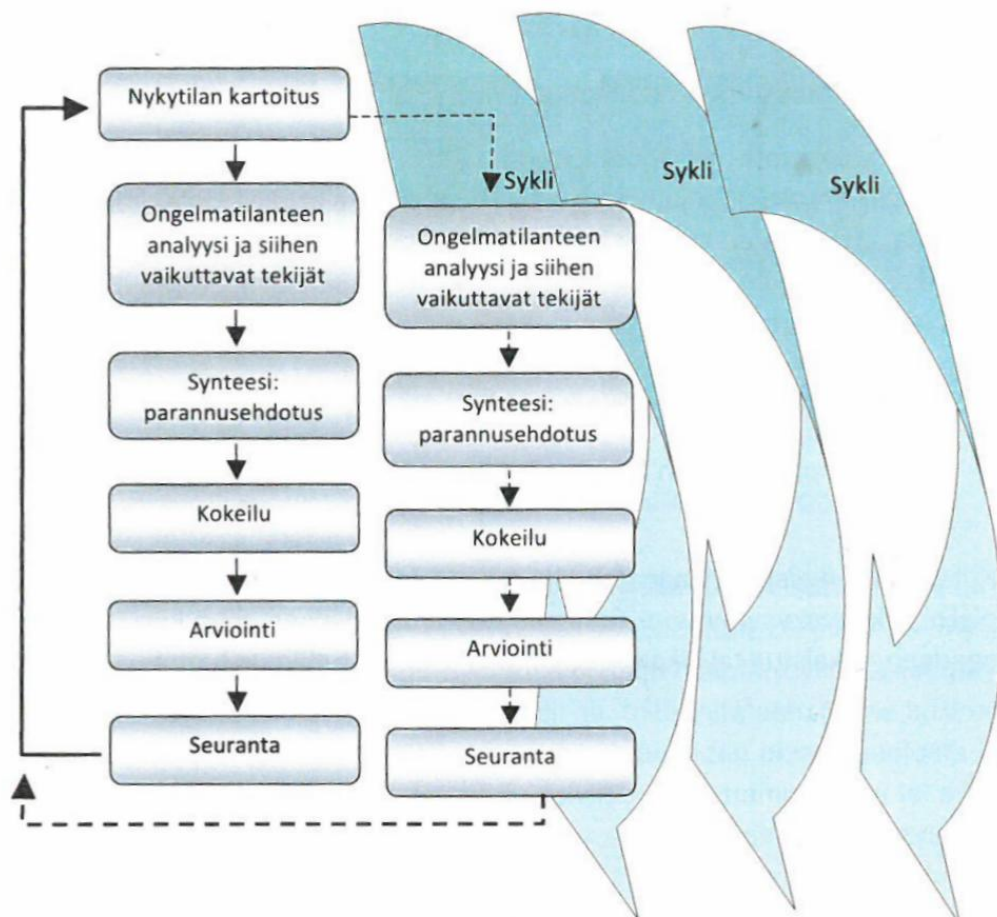 Nykytilan kartoitus
Ongelmatilanteen
analyysi ja siihen
vaikuttavat tekijät
Synteesi:
parannusehdotus
Kokeilu
Arviointi
Seuranta
Ongelmatilanteen
analyysi ja siihen
vaikuttavat tekijät
Synteesi:
parannusehdotus
Kokeilu
Arviointi
Seuranta
Sykli
Sykli
Sykli